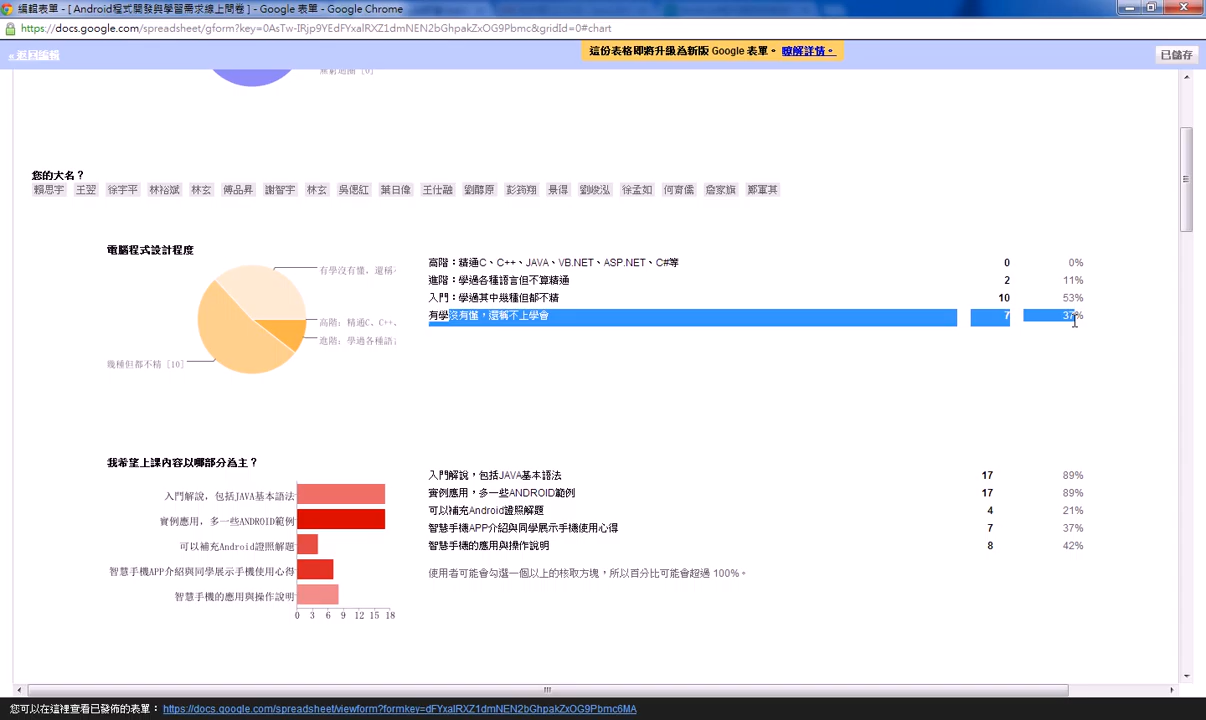 編輯表單 - [ Android程式開發與學習需求線上問卷 ] - Google 表單 - Google Chrome
https://docs.google.com/spreadsheet/gform?key=0AsTw-IRjp9YEdFYxalRXZ1dmNEN2bGhpakZxOG9Pbmc&gridId=0#chart
« 返回編輯
這份表格即將升級為新版 Google 表單。 瞭解詳情。
已儲存
您的大名？
賴思宇 王翌 徐宇平 林裕斌 林玄 傅品昇 謝智宇 林玄 吳偲紅 葉日偉 王仕融 劉醇原 彭筠翔 景得 劉峻泓 徐孟如 何育儒 詹家旗 鄭軍其
電腦程式設計程度
有學沒有懂，還稱
高階：精通C、C++、
進階：學過各種語言
幾種但都不精 [10]
高階：精通C、C++、JAVA、VB.NET、ASP.NET、C#等 0 0%
進階：學過各種語言但不算精通 2 11%
入門：學過其中幾種但都不精 10 53%
有學沒有懂，還稱不上學會 7 37%
我希望上課內容以哪部分為主？
入門解說，包括JAVA基本語法
實例應用，多一些ANDROID範例
可以補充Android證照解題
智慧手機APP介紹與同學展示手機使用心得
智慧手機的應用與操作說明
0 3 6 9 12 15 18
入門解說，包括JAVA基本語法 17 89%
實例應用，多一些ANDROID範例 17 89%
可以補充Android證照解題 4 21%
智慧手機APP介紹與同學展示手機使用心得 7 37%
智慧手機的應用與操作說明 8 42%
使用者可能會勾選一個以上的核取方塊，所以百分比可能會超過 100%。
您可以在這裡查看已發佈的表單： https://docs.google.com/spreadsheet/viewform?formkey=dFYxalRXZ1dmNEN2bGhpakZxOG9Pbmc6MA